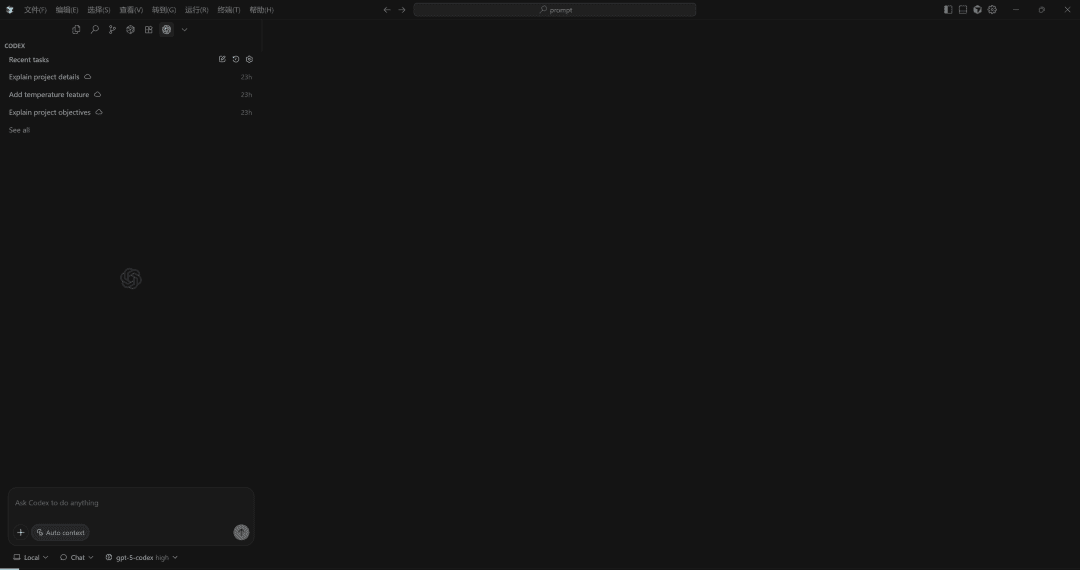 文件(F) 编辑(E) 选择(S) 查看(V) 转到(G) 运行(R) 终端(T) 帮助(H) prompt
CODEX
Recent tasks
Explain project details 23h
Add temperature feature 23h
Explain project objectives 23h
See all
Ask Codex to do anything
Auto context
Local Chat gpt-5-codex high